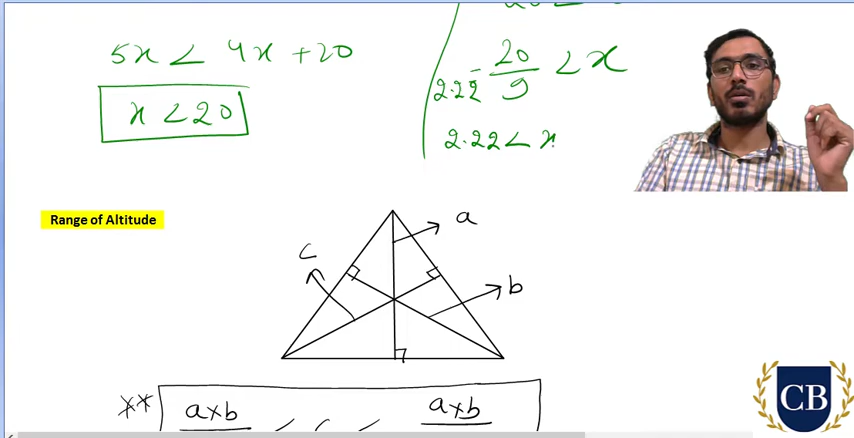 5x < 4x + 20
x < 20
20/9 < x
2.22
2.22 < x
Range of Altitude
a
c
b
** a×b < c < a×b
CB